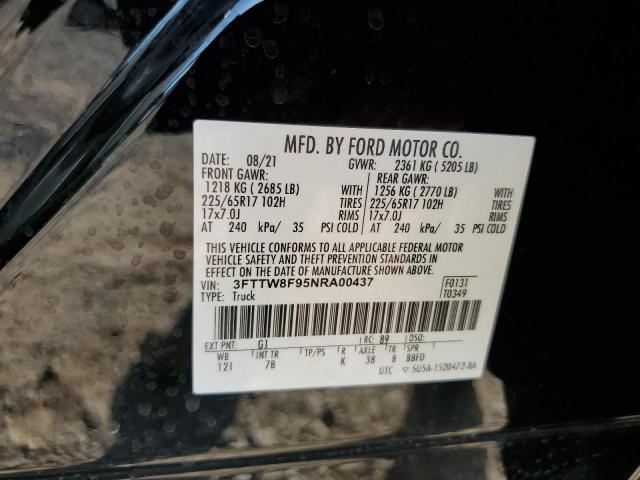 MFD. BY FORD MOTOR CO.
DATE: 08/21 GVWR: 2361 KG ( 5205 LB)
FRONT GAWR: REAR GAWR:
1218 KG ( 2685 LB) WITH 1256 KG ( 2770 LB) WITH
225/65R17 102H TIRES 225/65R17 102H TIRES
17x7.0J RIMS 17x7.0J RIMS
AT 240 kPa/ 35 PSI COLD AT 240 kPa/ 35 PSI COLD
THIS VEHICLE CONFORMS TO ALL APPLICABLE FEDERAL MOTOR
VEHICLE SAFETY AND THEFT PREVENTION STANDARDS IN
EFFECT ON THE DATE OF MANUFACTURE SHOWN ABOVE.
VIN: 3FTTW8F95NRA00437 F0131
TYPE: Truck T0349
EXT PNT: G1 RC: 89 DSO:
WB INT TR TP/PS R AXLE TR SPR
121 7B K 38 8 BBFD
UTC 5U5A-1520472-BA